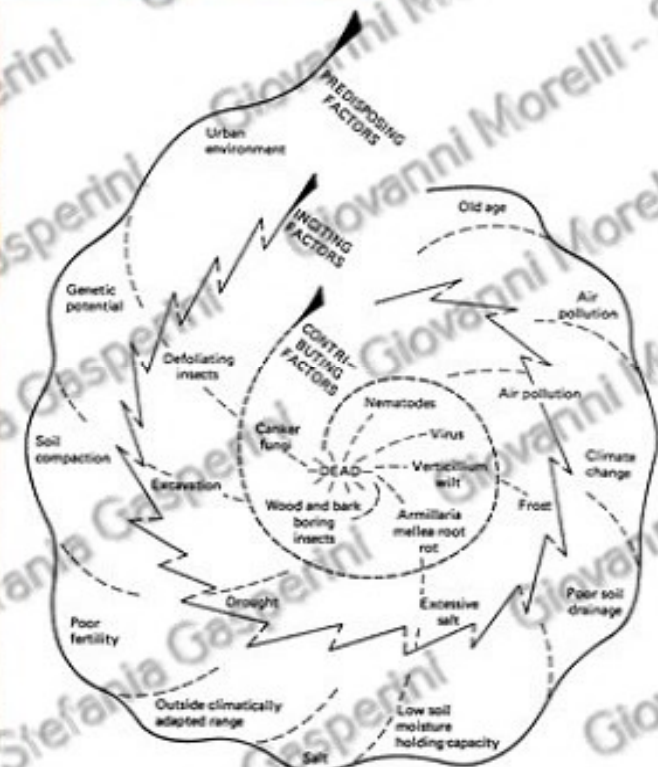 PREDISPOSING
FACTORS
Urban
environment
INCITING
FACTORS
Old age
Genetic
potential
Air
pollution
CONTRI-
BUTING
FACTORS
Defoliating
insects
Air pollution
Nematodes
Canker
fungi
Virus
Soil
compaction
DEAD
Verticillium
wilt
Climate
change
Excavation
Wood and bark
boring
insects
Armillaria
mellea root
rot
Frost
Drought
Excessive
salt
Poor soil
drainage
Poor
fertility
Outside climatically
adapted range
Low soil
moisture
holding capacity
Salt
Giovanni Morelli
Stefania Gasperini